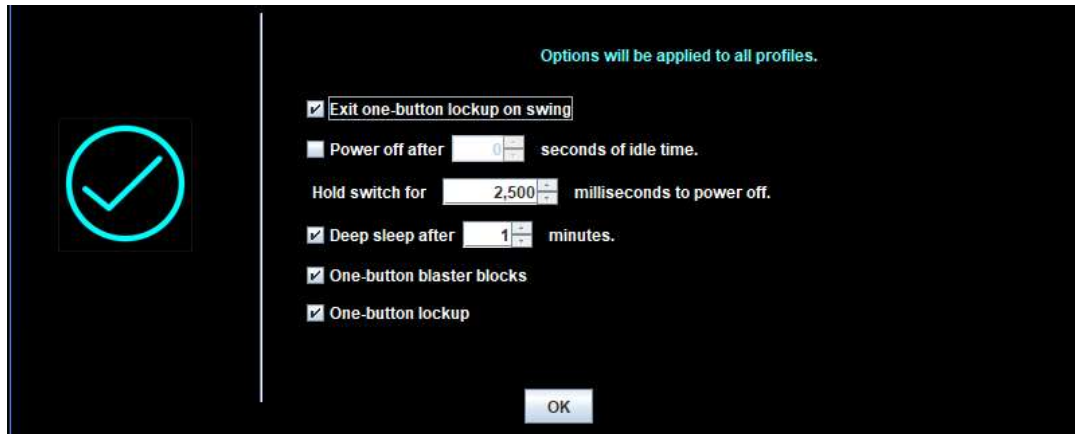 Options will be applied to all profiles.
Exit one-button lockup on swing
Power off after 0 seconds of idle time.
Hold switch for 2,500 milliseconds to power off.
Deep sleep after 1 minutes.
One-button blaster blocks
One-button lockup
OK